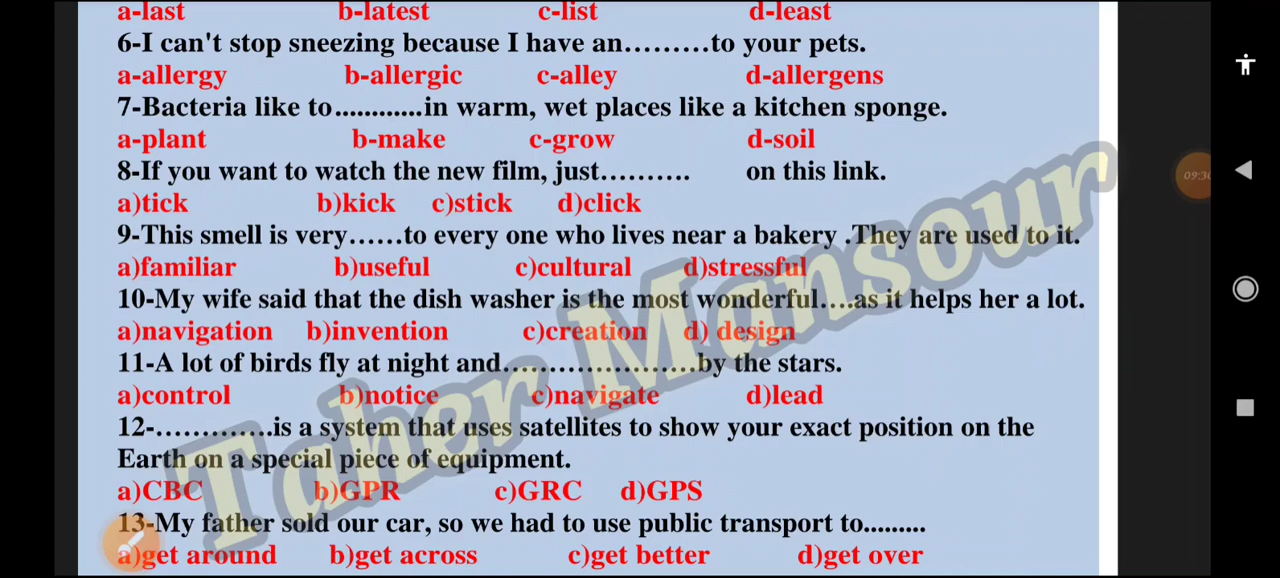 a-last b-latest c-list d-least
6-I can't stop sneezing because I have an………to your pets.
a-allergy b-allergic c-alley d-allergens
7-Bacteria like to…………in warm, wet places like a kitchen sponge.
a-plant b-make c-grow d-soil
8-If you want to watch the new film, just………. on this link.
a)tick b)kick c)stick d)click
9-This smell is very……to every one who lives near a bakery .They are used to it.
a)familiar b)useful c)cultural d)stressful
10-My wife said that the dish washer is the most wonderful….as it helps her a lot.
a)navigation b)invention c)creation d) design
11-A lot of birds fly at night and…………………by the stars.
a)control b)notice c)navigate d)lead
12-………….is a system that uses satellites to show your exact position on the
Earth on a special piece of equipment.
a)CBC b)GPR c)GRC d)GPS
13-My father sold our car, so we had to use public transport to.........
a)get around b)get across c)get better d)get over
Taher Mansour